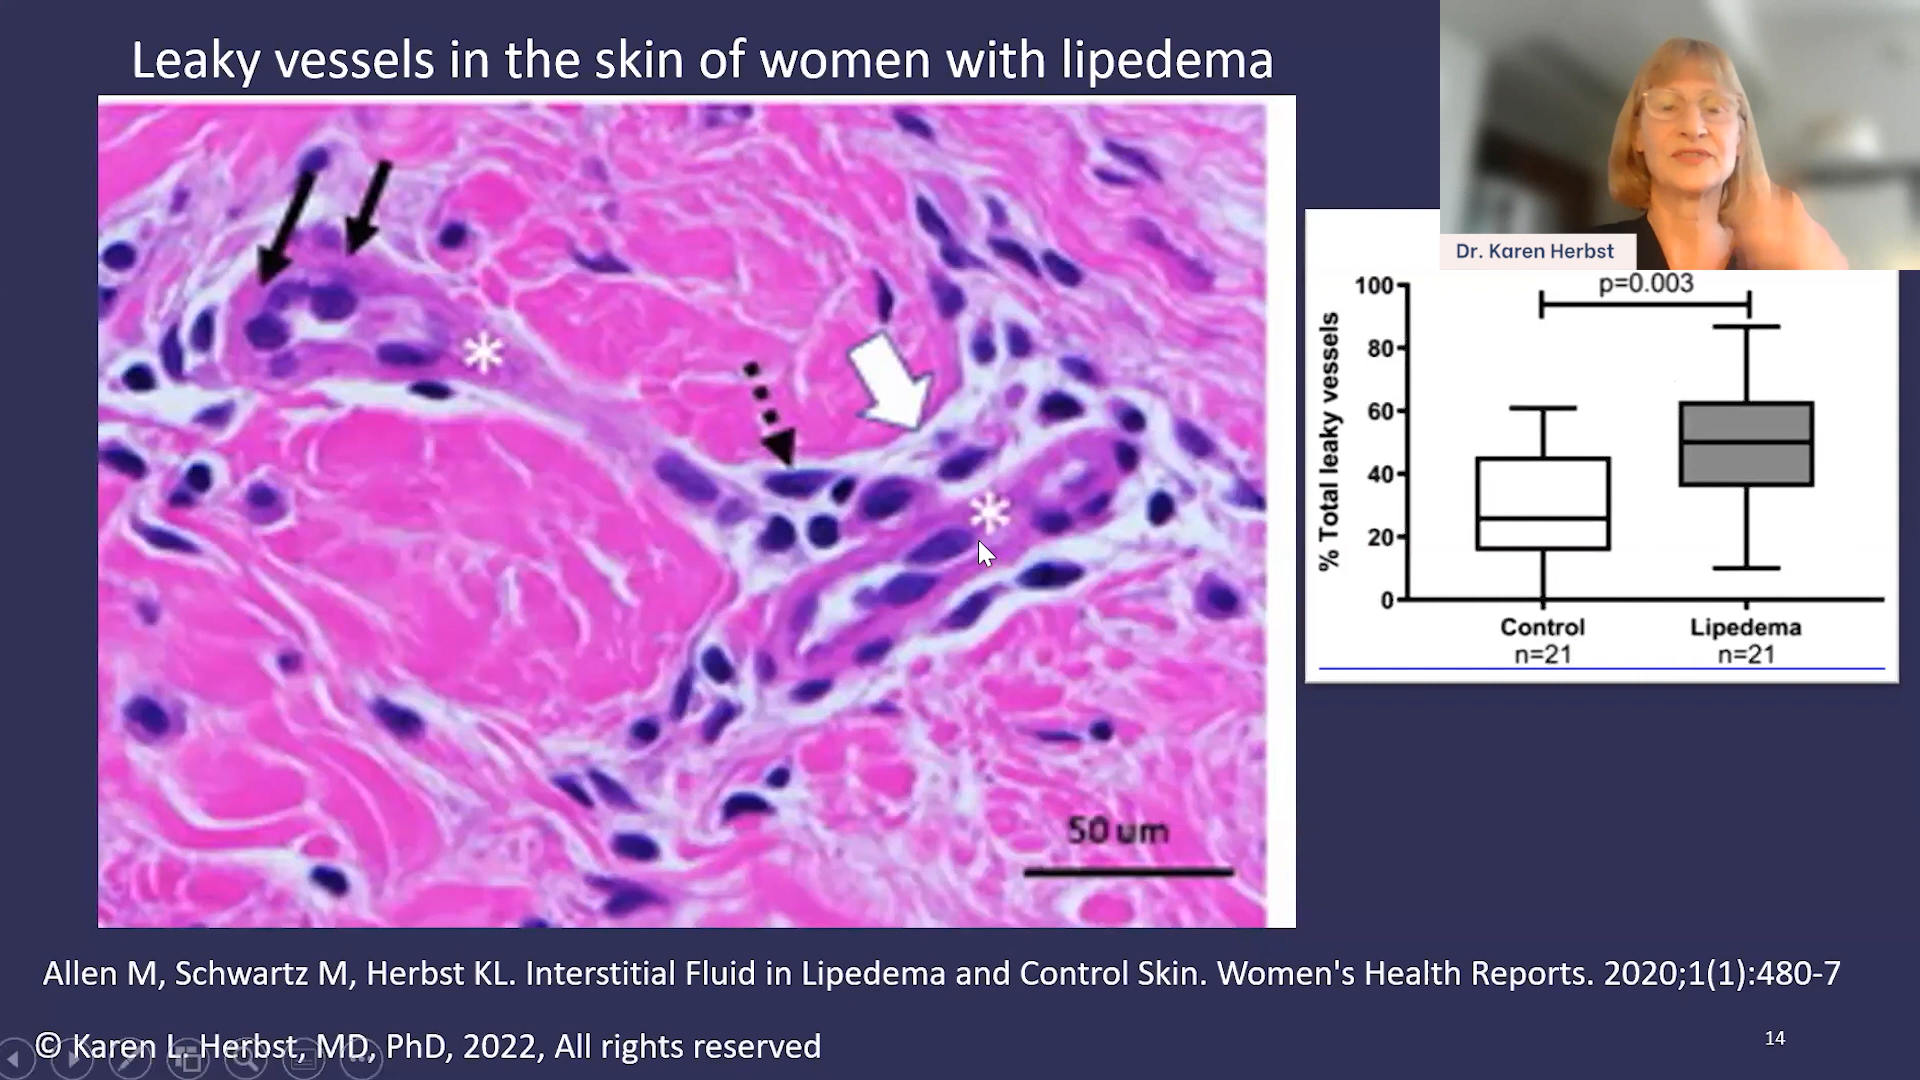 Leaky vessels in the skin of women with lipedema
Dr. Karen Herbst
p=0.003
% Total leaky vessels
100
80
60
40
20
0
Control
n=21
Lipedema
n=21
50 um
Allen M, Schwartz M, Herbst KL. Interstitial Fluid in Lipedema and Control Skin. Women's Health Reports. 2020;1(1):480-7
© Karen L. Herbst, MD, PhD, 2022, All rights reserved
14